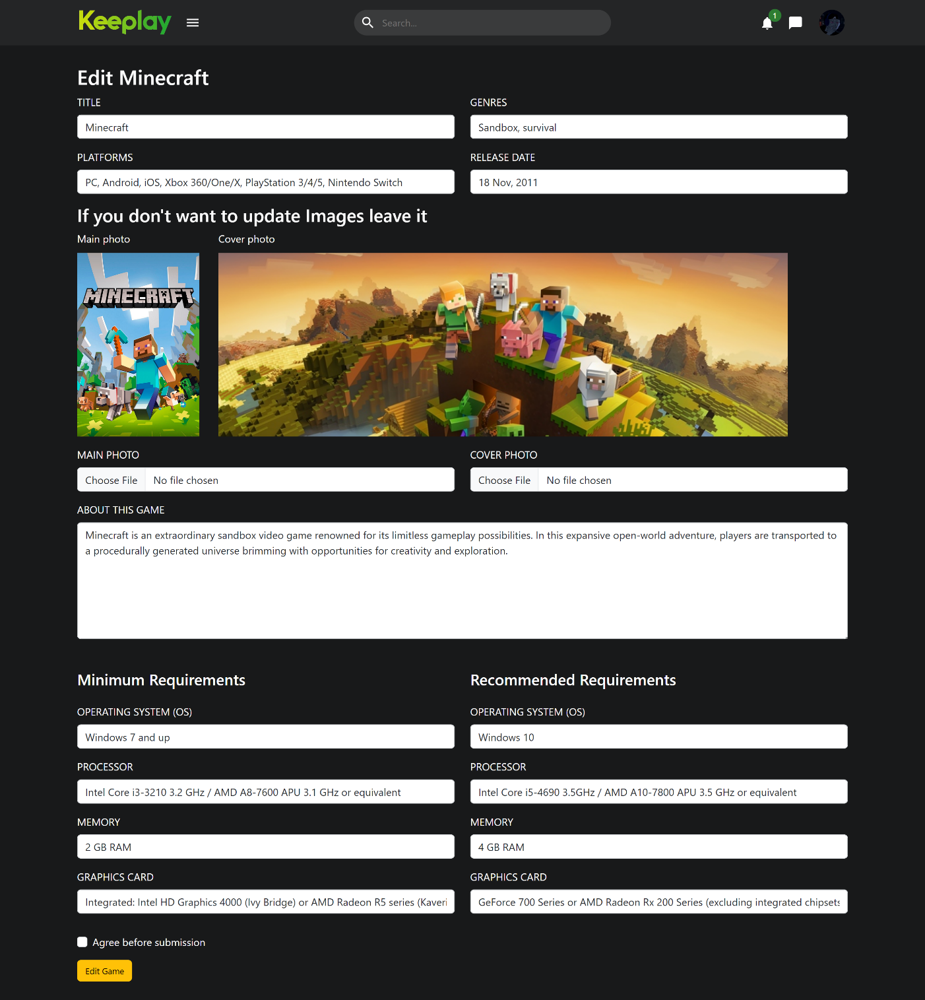 Keeplay
Search...
1
Edit Minecraft
TITLE
GENRES
Minecraft
Sandbox, survival
PLATFORMS
RELEASE DATE
PC, Android, iOS, Xbox 360/One/X, PlayStation 3/4/5, Nintendo Switch
18 Nov, 2011
If you don't want to update Images leave it
Main photo
Cover photo
MINECRAFT
MAIN PHOTO
COVER PHOTO
Choose File No file chosen
Choose File No file chosen
ABOUT THIS GAME
Minecraft is an extraordinary sandbox video game renowned for its limitless gameplay possibilities. In this expansive open-world adventure, players are transported to
a procedurally generated universe brimming with opportunities for creativity and exploration.
Minimum Requirements
Recommended Requirements
OPERATING SYSTEM (OS)
OPERATING SYSTEM (OS)
Windows 7 and up
Windows 10
PROCESSOR
PROCESSOR
Intel Core i3-3210 3.2 GHz / AMD A8-7600 APU 3.1 GHz or equivalent
Intel Core i5-4690 3.5GHz / AMD A10-7800 APU 3.5 GHz or equivalent
MEMORY
MEMORY
2 GB RAM
4 GB RAM
GRAPHICS CARD
GRAPHICS CARD
Integrated: Intel HD Graphics 4000 (Ivy Bridge) or AMD Radeon R5 series (Kaveri
GeForce 700 Series or AMD Radeon Rx 200 Series (excluding integrated chipsets
Agree before submission
Edit Game